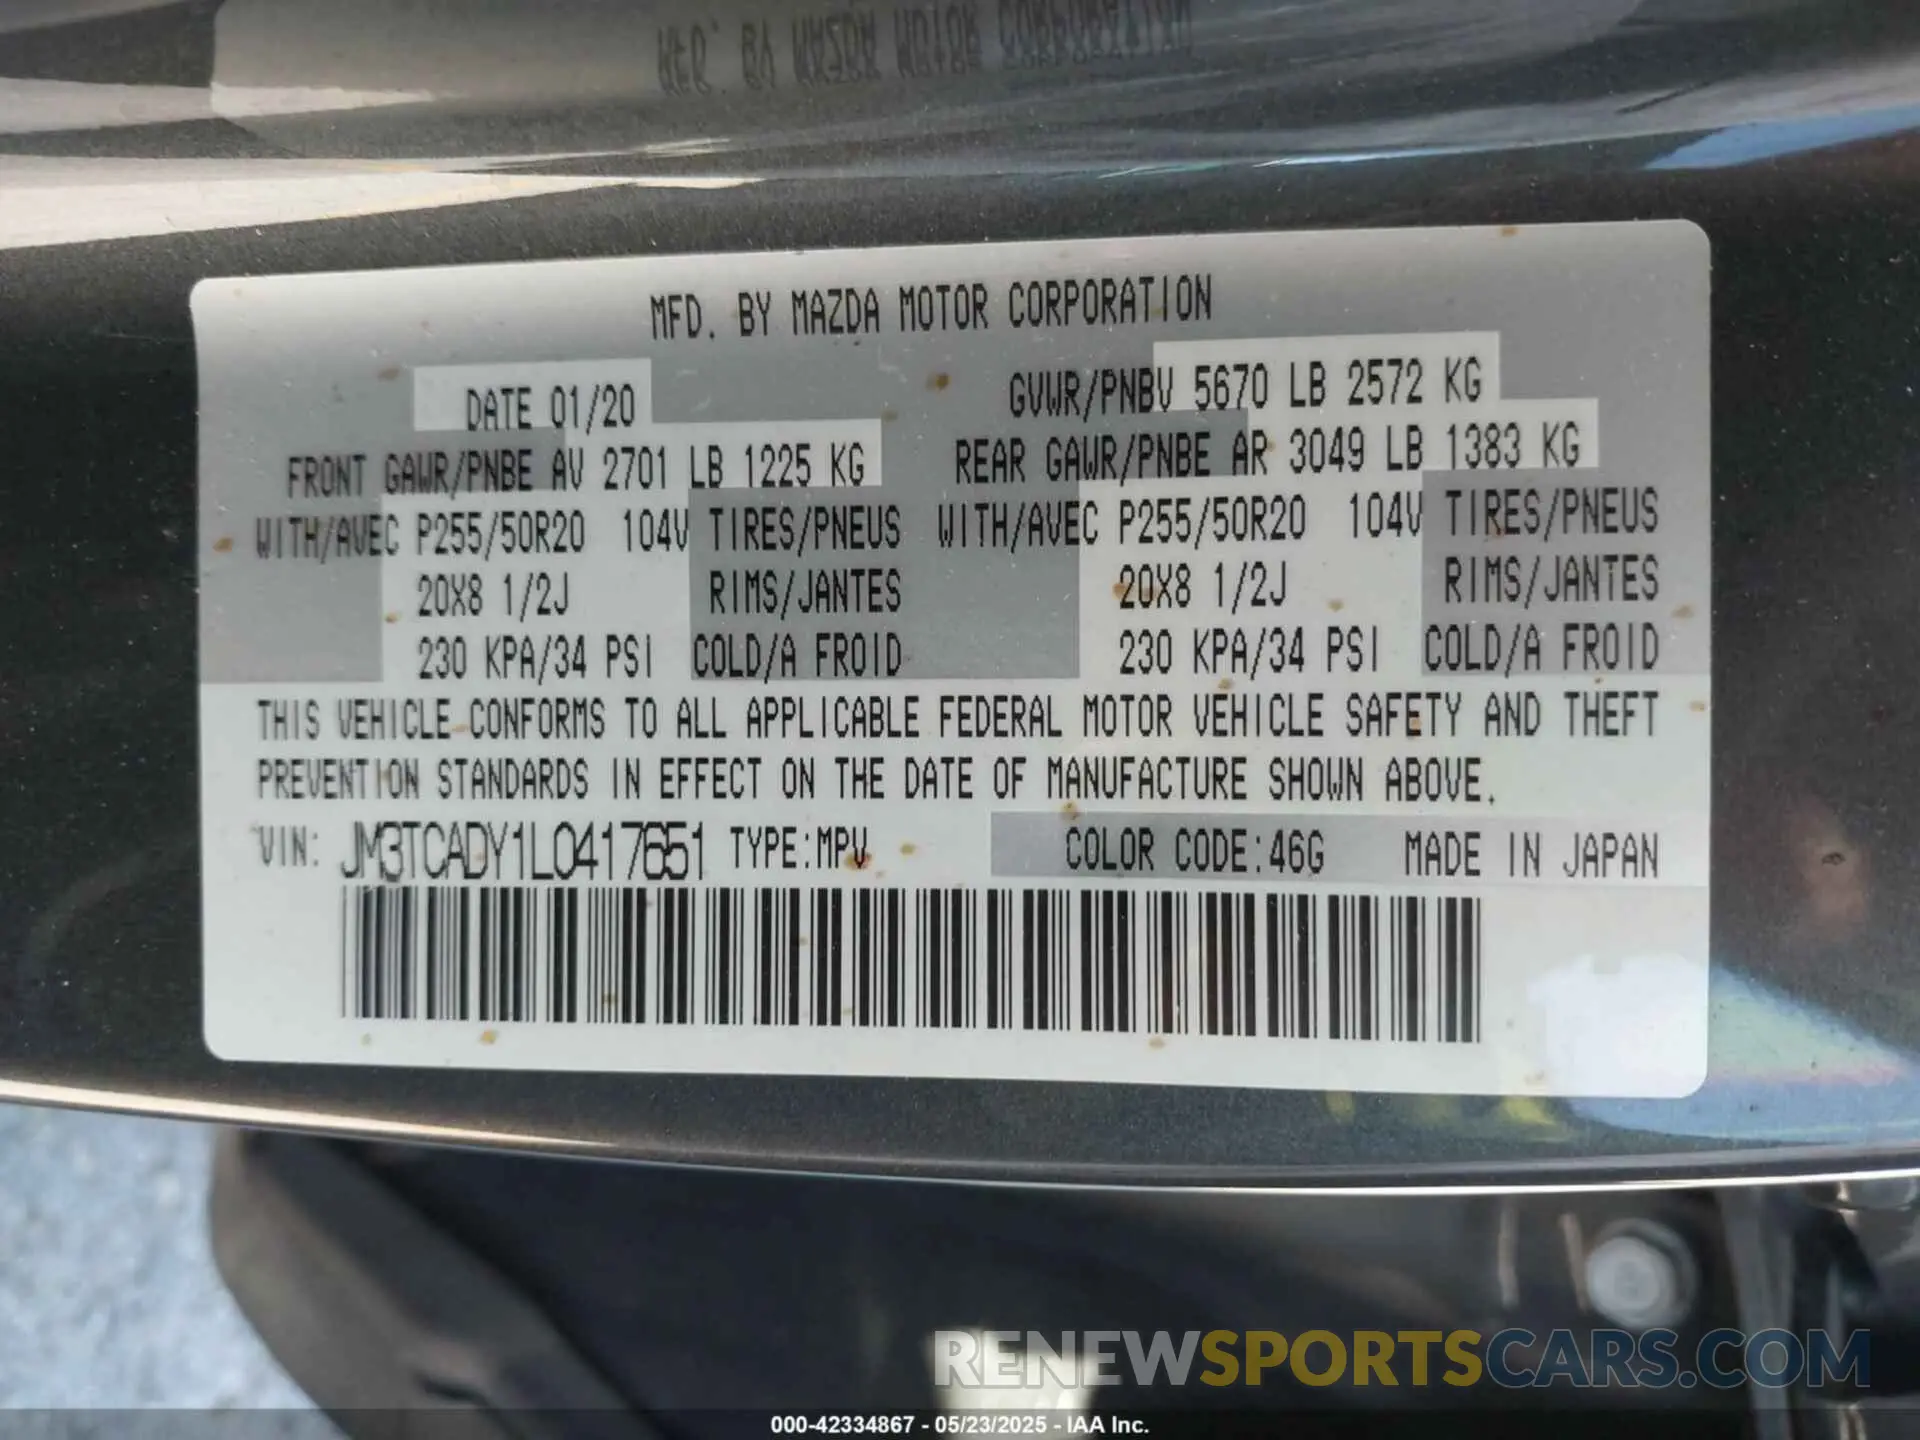 MFD. BY MAZDA MOTOR CORPORATION
MFD. BY MAZDA MOTOR CORPORATION
DATE 01/20 GVWR/PNBV 5670 LB 2572 KG
FRONT GAWR/PNBE AV 2701 LB 1225 KG REAR GAWR/PNBE AR 3049 LB 1383 KG
WITH/AVEC P255/50R20 104V TIRES/PNEUS WITH/AVEC P255/50R20 104V TIRES/PNEUS
20X8 1/2J RIMS/JANTES 20X8 1/2J RIMS/JANTES
230 KPA/34 PSI COLD/A FROID 230 KPA/34 PSI COLD/A FROID
THIS VEHICLE CONFORMS TO ALL APPLICABLE FEDERAL MOTOR VEHICLE SAFETY AND THEFT
PREVENTION STANDARDS IN EFFECT ON THE DATE OF MANUFACTURE SHOWN ABOVE.
VIN: JM3TCADY1L0417651 TYPE:MPV COLOR CODE:46G MADE IN JAPAN
RENEWSPORTSCARS.COM
000-42334867 - 05/23/2025 - IAA Inc.